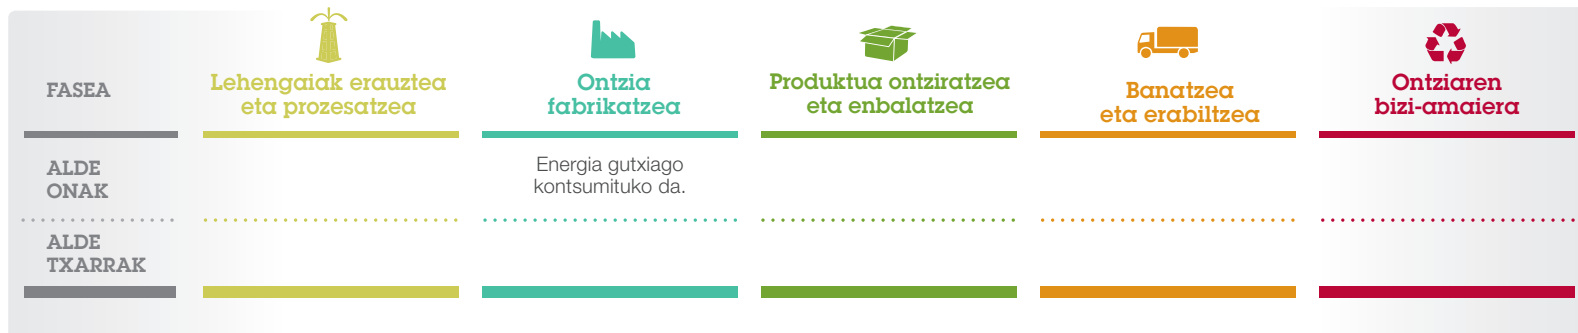 FASEA
Lehengaiak erauztea
eta prozesatzea
Ontzia
fabrikatzea
Produktua ontziratzea
eta enbalatzea
Banatzea
eta erabiltzea
Ontziaren
bizi-amaiera
ALDE
ONAK
Energia gutxiago
kontsumituko da.
ALDE
TXARRAK